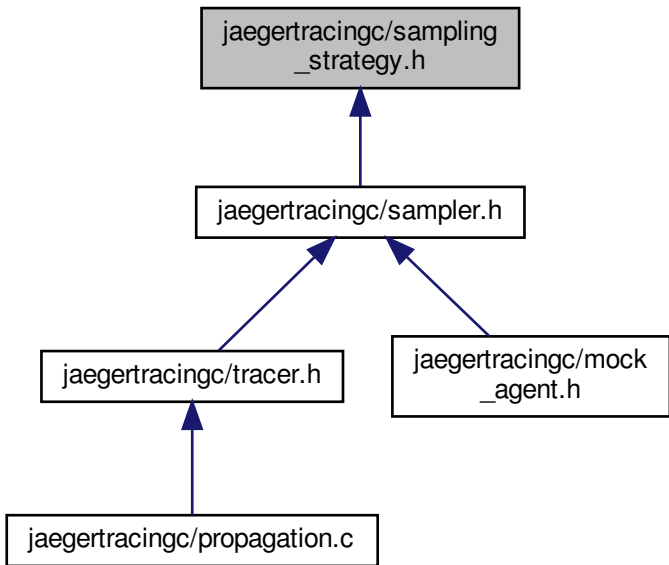 jaegertracingc/sampling
_strategy.h
jaegertracingc/sampler.h
jaegertracingc/tracer.h
jaegertracingc/mock
_agent.h
jaegertracingc/propagation.c